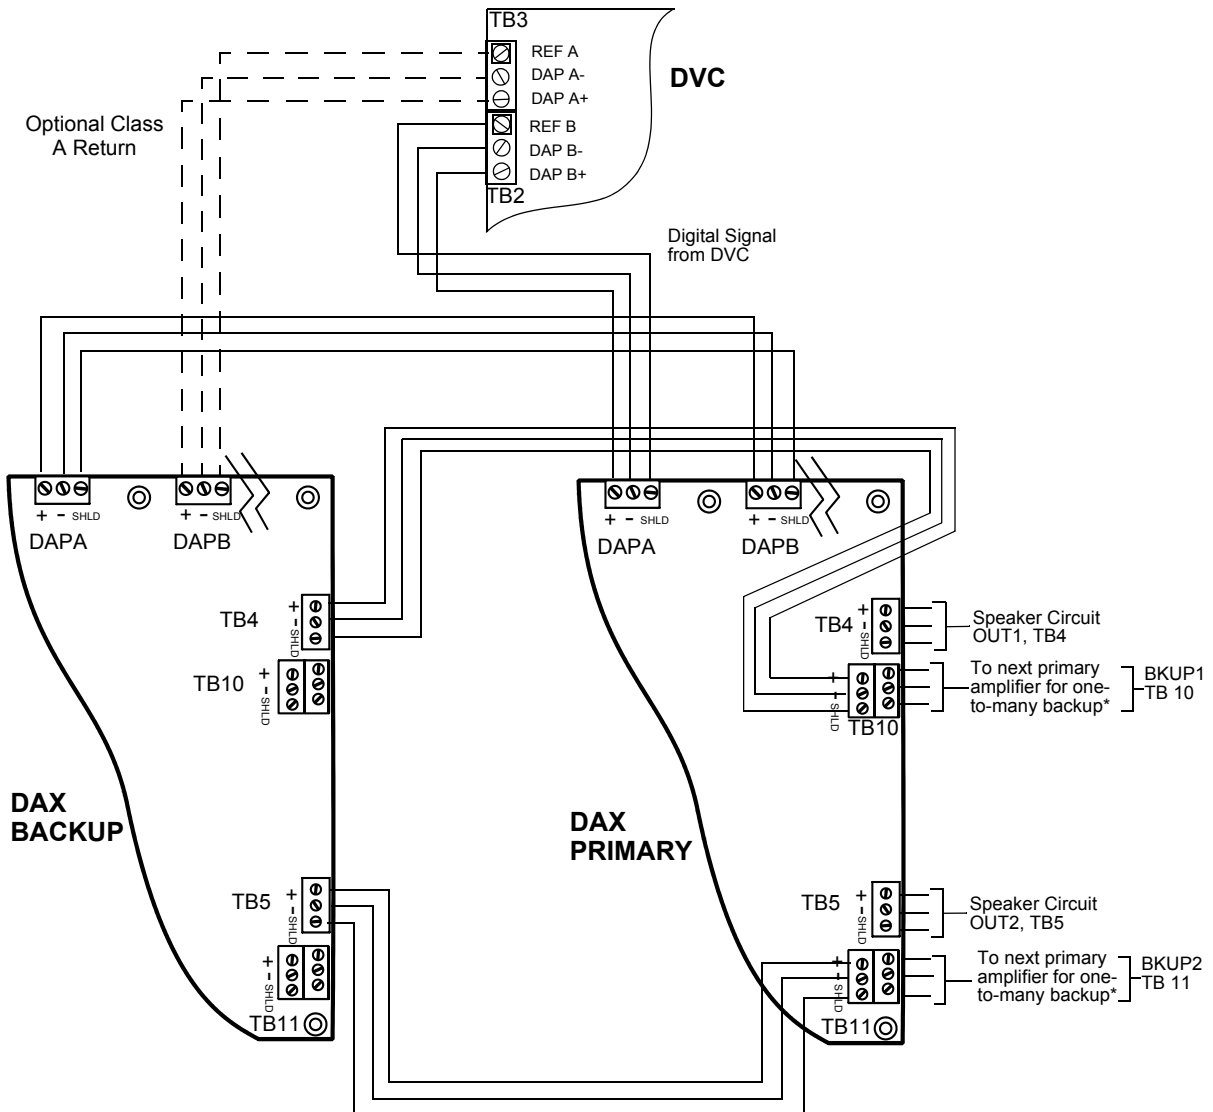 TB3
REF A
DAP A-
DAP A+
REF B
DAP B-
DAP B+
TB2
DVC
Optional Class
A Return
Digital Signal
from DVC
+ - SHLD
DAPA
+ - SHLD
DAPB
+ - SHLD
DAPA
+ - SHLD
DAPB
TB4
+ - SHLD
TB10
+ - SHLD
DAX
BACKUP
TB5
+ - SHLD
+ - SHLD
TB11
TB4
+ - SHLD
Speaker Circuit
OUT1, TB4
+ - SHLD
TB10
To next primary
amplifier for one-
to-many backup*
BKUP1
TB 10
DAX
PRIMARY
TB5
+ - SHLD
Speaker Circuit
OUT2, TB5
+ - SHLD
TB11
To next primary
amplifier for one-
to-many backup*
BKUP2
TB 11